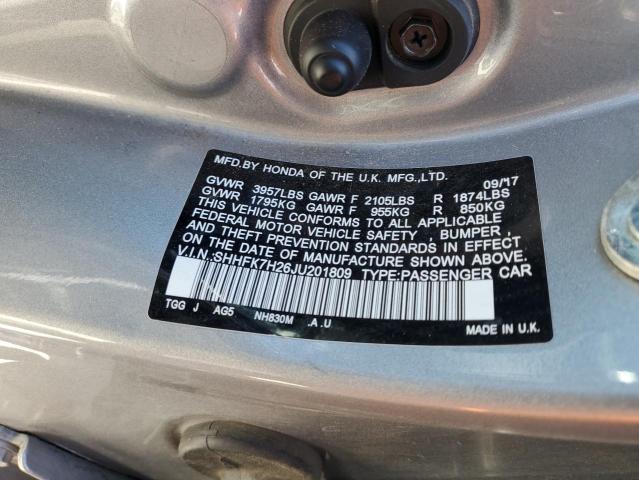 MFD.BY HONDA OF THE U.K. MFG.,LTD.
09/17
GVWR 3957LBS GAWR F 2105LBS R 1874LBS
GVWR 1795KG GAWR F 955KG R 850KG
THIS VEHICLE CONFORMS TO ALL APPLICABLE
FEDERAL MOTOR VEHICLE SAFETY , BUMPER ,
AND THEFT PREVENTION STANDARDS IN EFFECT
ON THE DATE OF MANUFACTURE SHOWN ABOVE.
V.I.N.:SHHFK7H26JU201809 TYPE:PASSENGER CAR
TGG J AG5 NH830M .A .U
MADE IN U.K.